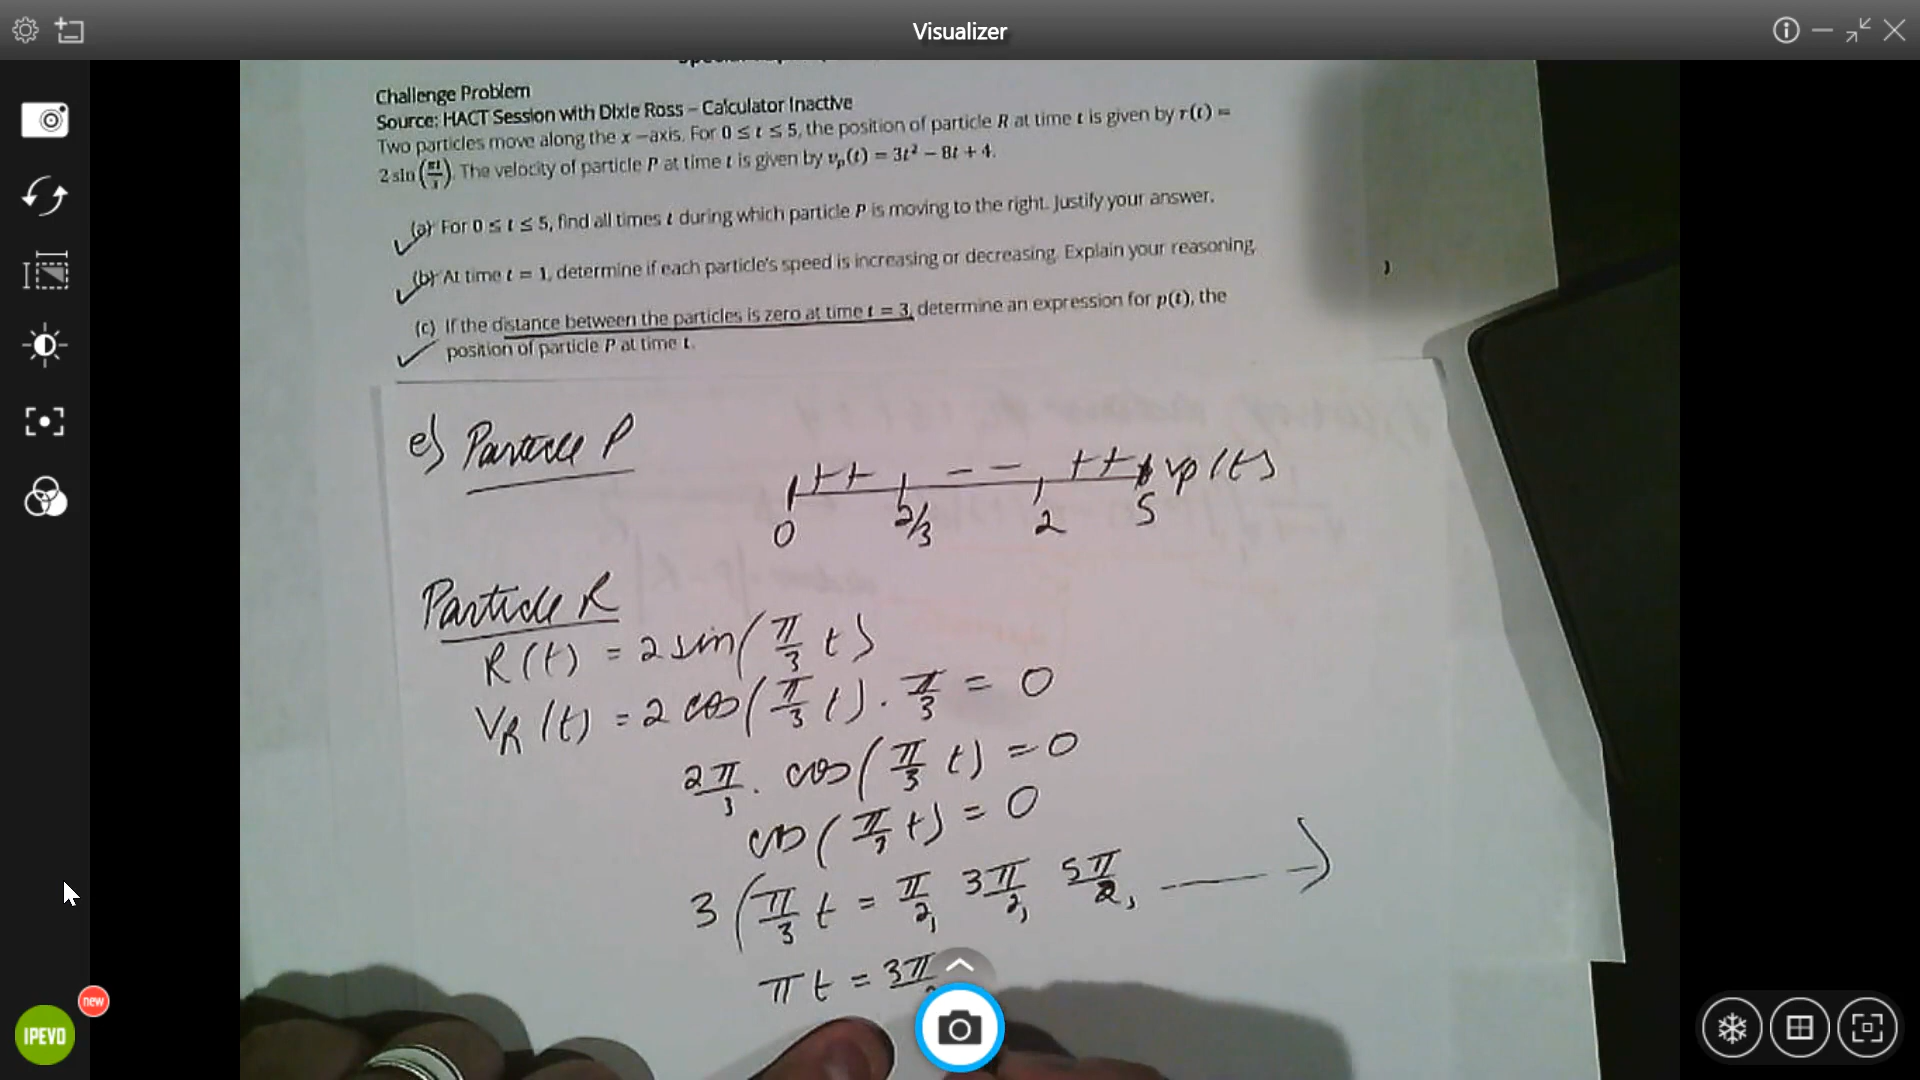 Visualizer
Challenge Problem
Source: HACT Session with Dixie Ross – Calculator Inactive
Two particles move along the x –axis. For 0 ≤ t ≤ 5, the position of particle R at time t is given by r(t) =
2 sin(πt/3). The velocity of particle P at time t is given by vₚ(t) = 3t² − 8t + 4.
(a) For 0 ≤ t ≤ 5, find all times t during which particle P is moving to the right. Justify your answer.
(b) At time t = 1, determine if each particle's speed is increasing or decreasing. Explain your reasoning.
(c) If the distance between the particles is zero at time t = 3, determine an expression for p(t), the
position of particle P at time t.
e) Particle P
++ -- ++ vp(t)
0 2/3 2 5
Particle R
R(t) = 2 sin(π/3 t)
VR(t) = 2 cos(π/3 t) · π/3 = 0
2π/3 · cos(π/3 t) = 0
cos(π/3 t) = 0
3(π/3 t = π/2, 3π/2, 5π/2, )
πt = 3π
new
IPEVO